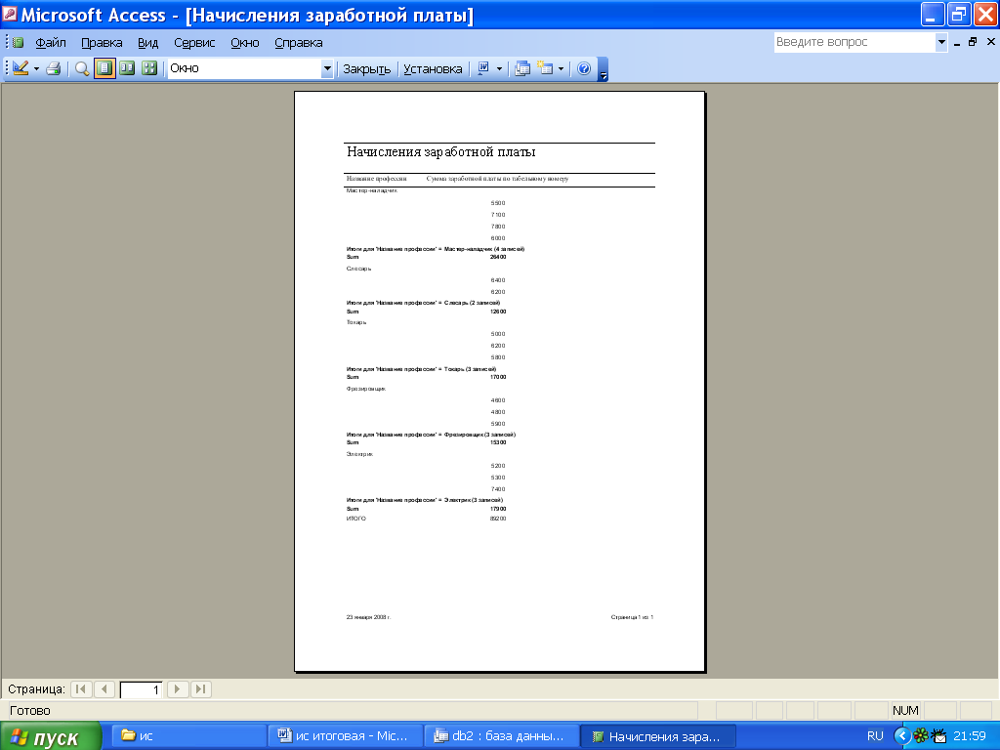 Microsoft Access - [Начисления заработной платы]
Файл Правка Вид Сервис Окно Справка Введите вопрос
Окно Закрыть Установка
Начисления заработной платы
Название профессии Сумма заработной платы по табельному номеру
Мастер-наладчик
5500
7100
7800
6000
Итоги для 'Название профессии' = Мастер-наладчик (4 записей)
Sum 26400
Слесарь
6400
6200
Итоги для 'Название профессии' = Слесарь (2 записей)
Sum 12600
Токарь
5000
6200
5800
Итоги для 'Название профессии' = Токарь (3 записей)
Sum 17000
Фрезировщик
4600
4800
5900
Итоги для 'Название профессии' = Фрезировщик (3 записей)
Sum 15300
Электрик
5200
5300
7400
Итоги для 'Название профессии' = Электрик (3 записей)
Sum 17900
ИТОГО 89200
23 января 2008 г. Страница 1 из 1
Страница: 1
Готово NUM
пуск ис ис итоговая - Mic... db2 : база данны... Начисления зара... RU 21:59